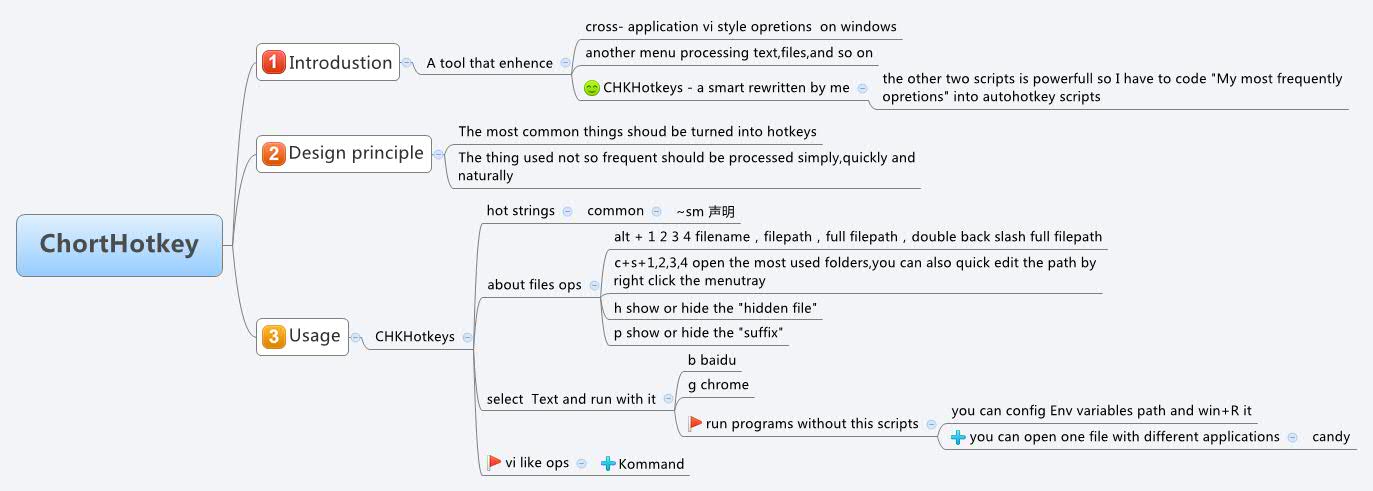 ChortHotkey
1 Introdustion
A tool that enhence
cross- application vi style opretions on windows
another menu processing text,files,and so on
CHKHotkeys - a smart rewritten by me
the other two scripts is powerfull so I have to code "My most frequently
opretions" into autohotkey scripts
2 Design principle
The most common things shoud be turned into hotkeys
The thing used not so frequent should be processed simply,quickly and
naturally
3 Usage
CHKHotkeys
hot strings
common
~sm 声明
about files ops
alt + 1 2 3 4 filename，filepath，full filepath，double back slash full filepath
c+s+1,2,3,4 open the most used folders,you can also quick edit the path by
right click the menutray
h show or hide the "hidden file"
p show or hide the "suffix"
select Text and run with it
b baidu
g chrome
run programs without this scripts
you can config Env variables path and win+R it
you can open one file with different applications
candy
vi like ops
Kommand